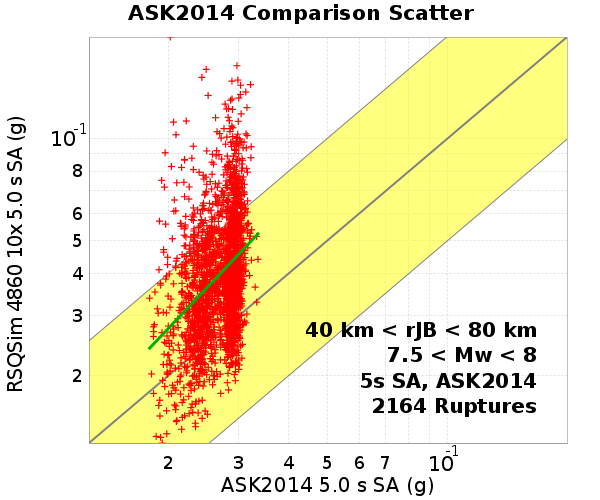 ASK2014 Comparison Scatter
RSQSim 4860 10x 5.0 s SA (g)
10-1
8
6
5
4
3
2
40 km < rJB < 80 km
7.5 < Mw < 8
5s SA, ASK2014
2164 Ruptures
2 3 4 5 6 7 10-1
ASK2014 5.0 s SA (g)